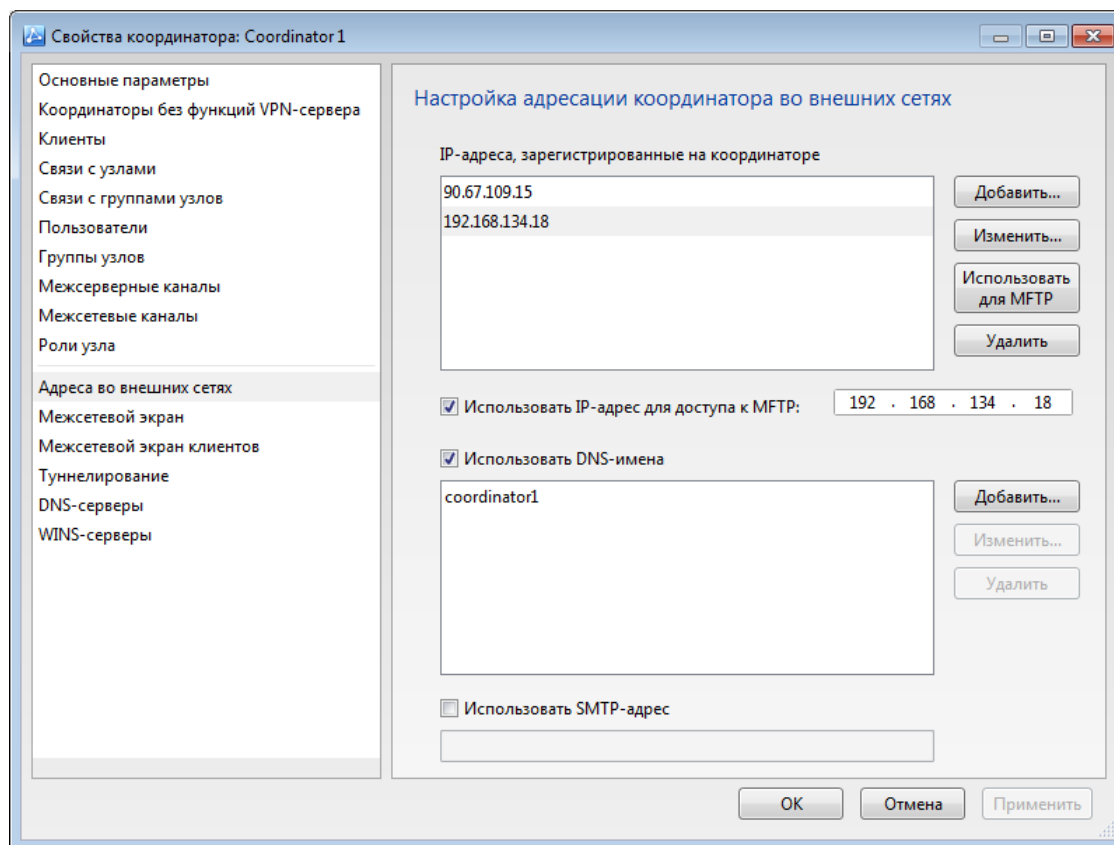 Свойства координатора: Coordinator 1
Основные параметры
Координаторы без функций VPN-сервера
Клиенты
Связи с узлами
Связи с группами узлов
Пользователи
Группы узлов
Межсерверные каналы
Межсетевые каналы
Роли узла
Адреса во внешних сетях
Межсетевой экран
Межсетевой экран клиентов
Туннелирование
DNS-серверы
WINS-серверы
Настройка адресации координатора во внешних сетях
IP-адреса, зарегистрированные на координаторе
90.67.109.15
192.168.134.18
Добавить...
Изменить...
Использовать
для MFTP
Удалить
Использовать IP-адрес для доступа к MFTP: 192 . 168 . 134 . 18
Использовать DNS-имена
coordinator1
Добавить...
Изменить...
Удалить
Использовать SMTP-адрес
ОК Отмена Применить